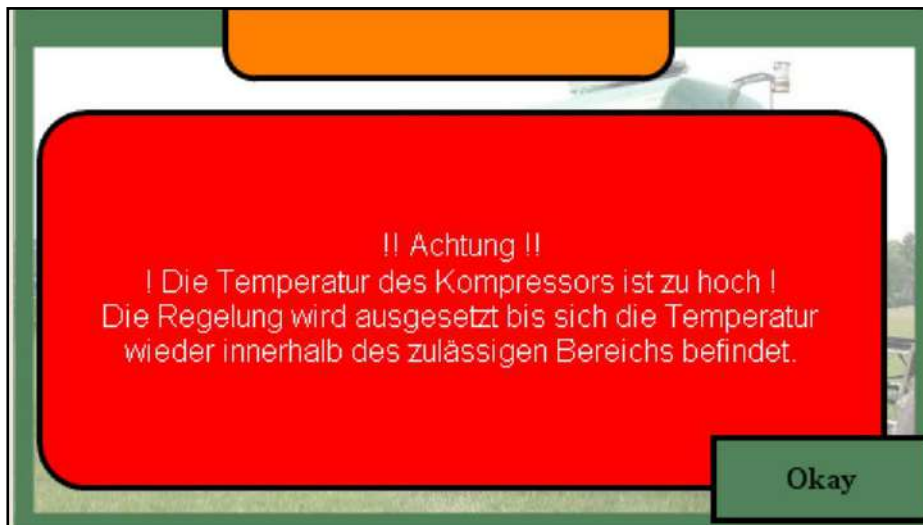 !! Achtung !!
! Die Temperatur des Kompressors ist zu hoch !
Die Regelung wird ausgesetzt bis sich die Temperatur
wieder innerhalb des zulässigen Bereichs befindet.
Okay